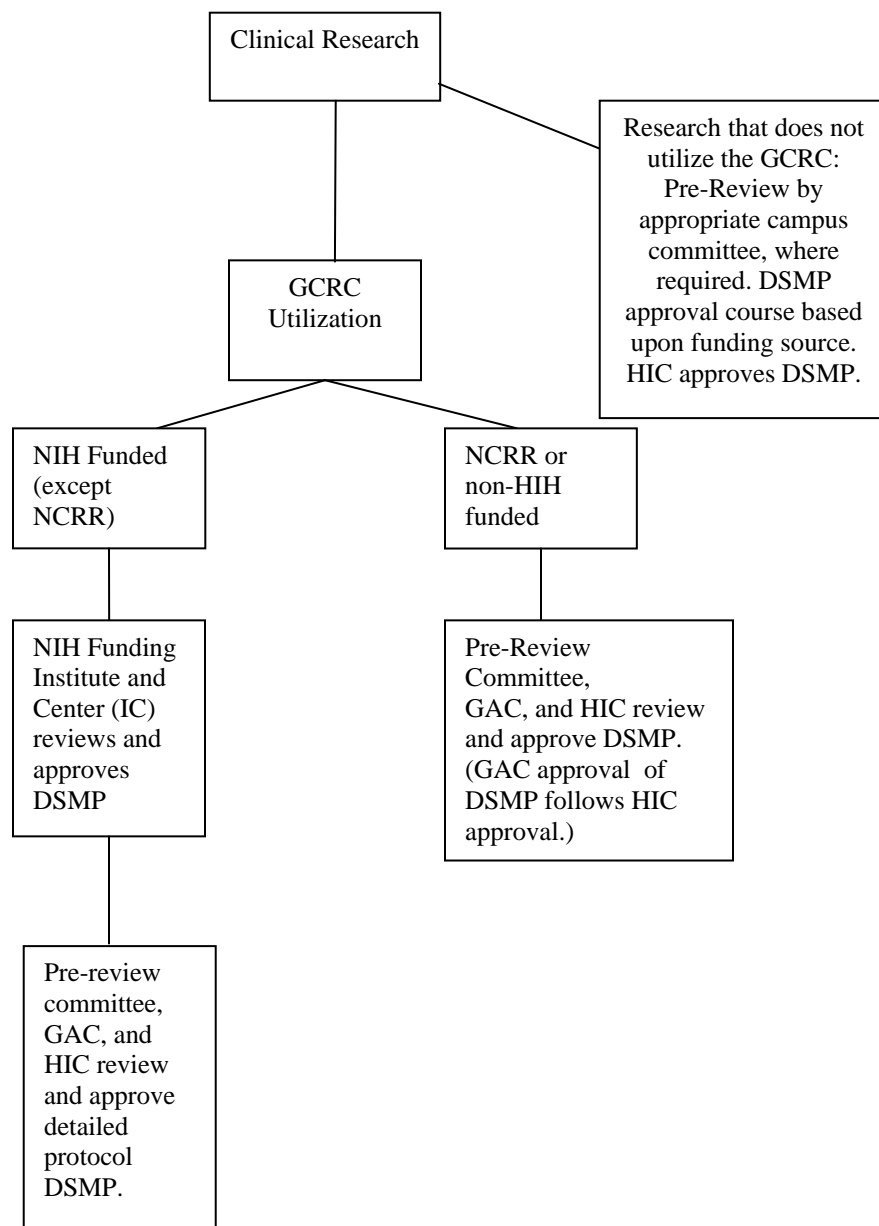 Clinical Research
Research that does not
utilize the GCRC:
Pre-Review by
appropriate campus
committee, where
required. DSMP
approval course based
upon funding source.
HIC approves DSMP.
GCRC
Utilization
NIH Funded
(except
NCRR)
NCRR or
non-HIH
funded
NIH Funding
Institute and
Center (IC)
reviews and
approves
DSMP
Pre-Review
Committee,
GAC, and HIC review
and approve DSMP.
(GAC approval of
DSMP follows HIC
approval.)
Pre-review
committee,
GAC, and
HIC review
and approve
detailed
protocol
DSMP.